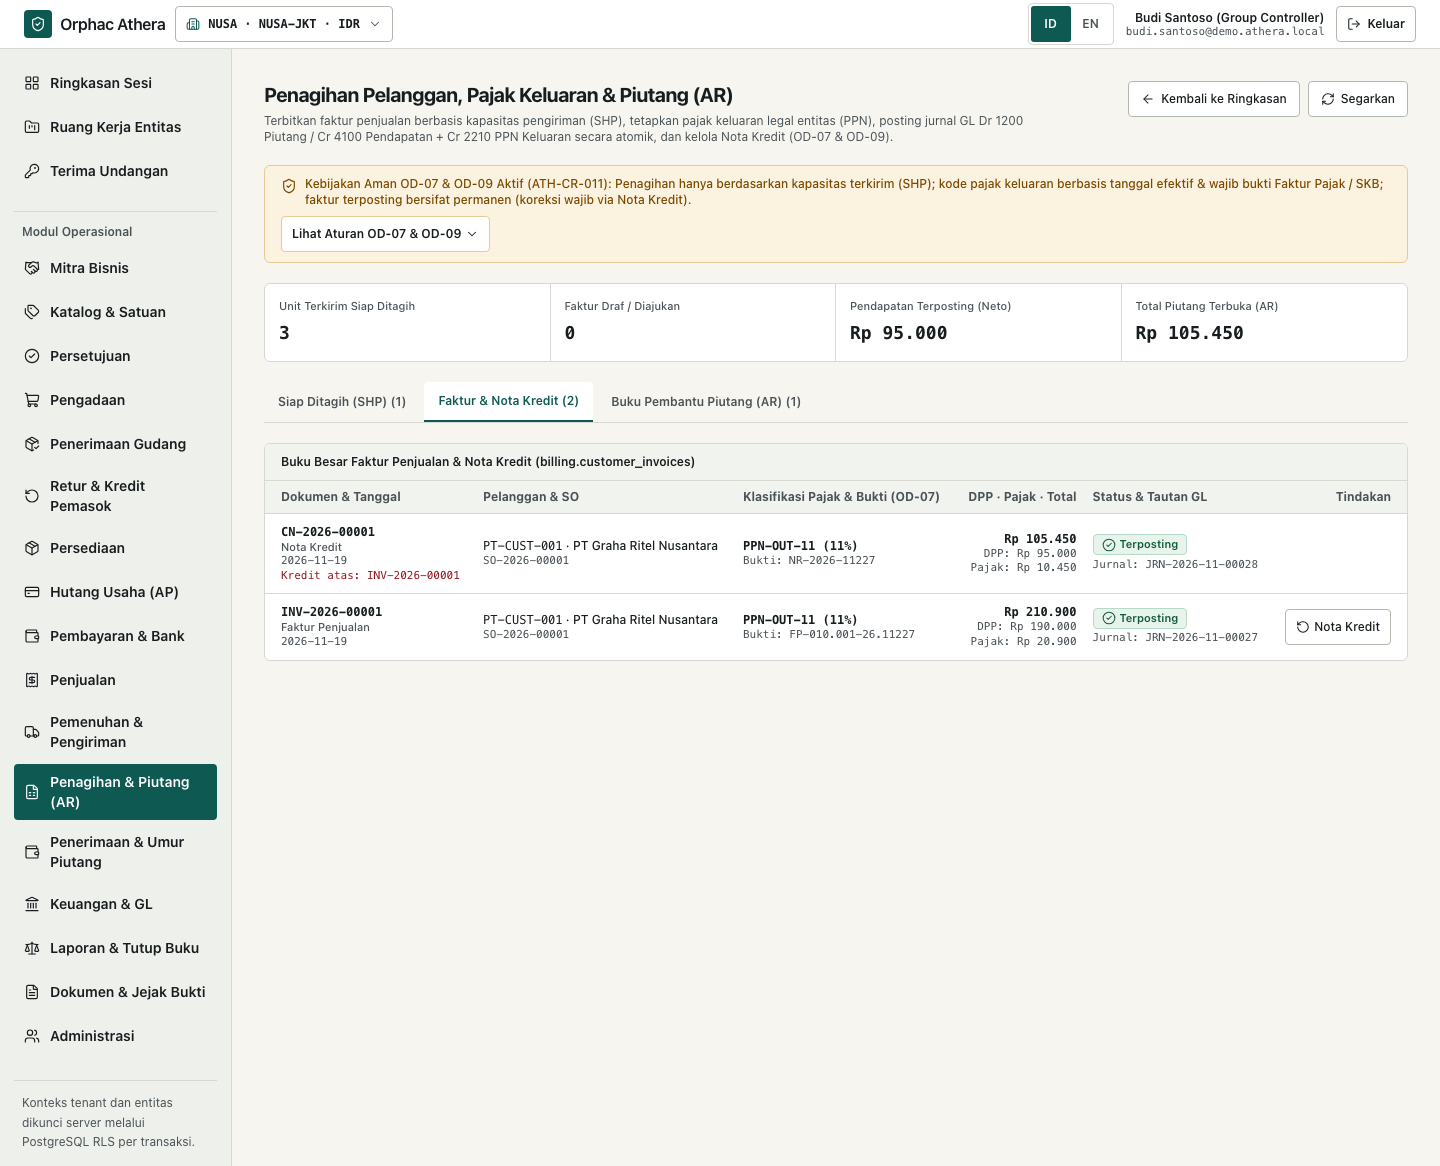 Orphac Athera
NUSA · NUSA-JKT · IDR
ID
EN
Budi Santoso (Group Controller)
budi.santoso@demo.athera.local
Keluar
Ringkasan Sesi
Ruang Kerja Entitas
Terima Undangan
Modul Operasional
Mitra Bisnis
Katalog & Satuan
Persetujuan
Pengadaan
Penerimaan Gudang
Retur & Kredit
Pemasok
Persediaan
Hutang Usaha (AP)
Pembayaran & Bank
Penjualan
Pemenuhan &
Pengiriman
Penagihan & Piutang
(AR)
Penerimaan & Umur
Piutang
Keuangan & GL
Laporan & Tutup Buku
Dokumen & Jejak Bukti
Administrasi
Konteks tenant dan entitas
dikunci server melalui
PostgreSQL RLS per transaksi.
Penagihan Pelanggan, Pajak Keluaran & Piutang (AR)
Terbitkan faktur penjualan berbasis kapasitas pengiriman (SHP), tetapkan pajak keluaran legal entitas (PPN), posting jurnal GL Dr 1200
Piutang / Cr 4100 Pendapatan + Cr 2210 PPN Keluaran secara atomik, dan kelola Nota Kredit (OD-07 & OD-09).
Kembali ke Ringkasan
Segarkan
Kebijakan Aman OD-07 & OD-09 Aktif (ATH-CR-011): Penagihan hanya berdasarkan kapasitas terkirim (SHP); kode pajak keluaran berbasis tanggal efektif & wajib bukti Faktur Pajak / SKB;
faktur terposting bersifat permanen (koreksi wajib via Nota Kredit).
Lihat Aturan OD-07 & OD-09
Unit Terkirim Siap Ditagih
3
Faktur Draf / Diajukan
0
Pendapatan Terposting (Neto)
Rp 95.000
Total Piutang Terbuka (AR)
Rp 105.450
Siap Ditagih (SHP) (1)
Faktur & Nota Kredit (2)
Buku Pembantu Piutang (AR) (1)
Buku Besar Faktur Penjualan & Nota Kredit (billing.customer_invoices)
Dokumen & Tanggal
Pelanggan & SO
Klasifikasi Pajak & Bukti (OD-07)
DPP · Pajak · Total
Status & Tautan GL
Tindakan
CN-2026-00001
Nota Kredit
2026-11-19
Kredit atas: INV-2026-00001
PT-CUST-001 · PT Graha Ritel Nusantara
SO-2026-00001
PPN-OUT-11 (11%)
Bukti: NR-2026-11227
Rp 105.450
DPP: Rp 95.000
Pajak: Rp 10.450
Terposting
Jurnal: JRN-2026-11-00028
INV-2026-00001
Faktur Penjualan
2026-11-19
PT-CUST-001 · PT Graha Ritel Nusantara
SO-2026-00001
PPN-OUT-11 (11%)
Bukti: FP-010.001-26.11227
Rp 210.900
DPP: Rp 190.000
Pajak: Rp 20.900
Terposting
Jurnal: JRN-2026-11-00027
Nota Kredit